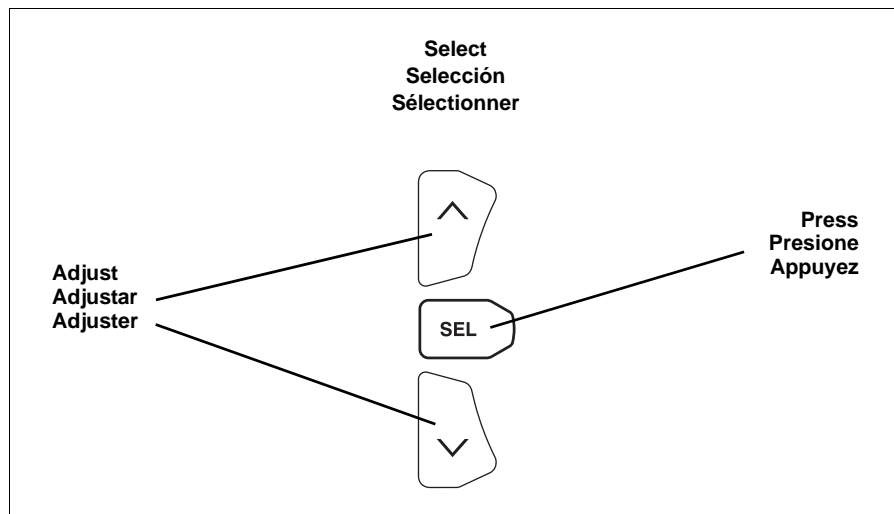 Select
Selección
Sélectionner
Adjust
Adjustar
Adjuster
SEL
Press
Presione
Appuyez